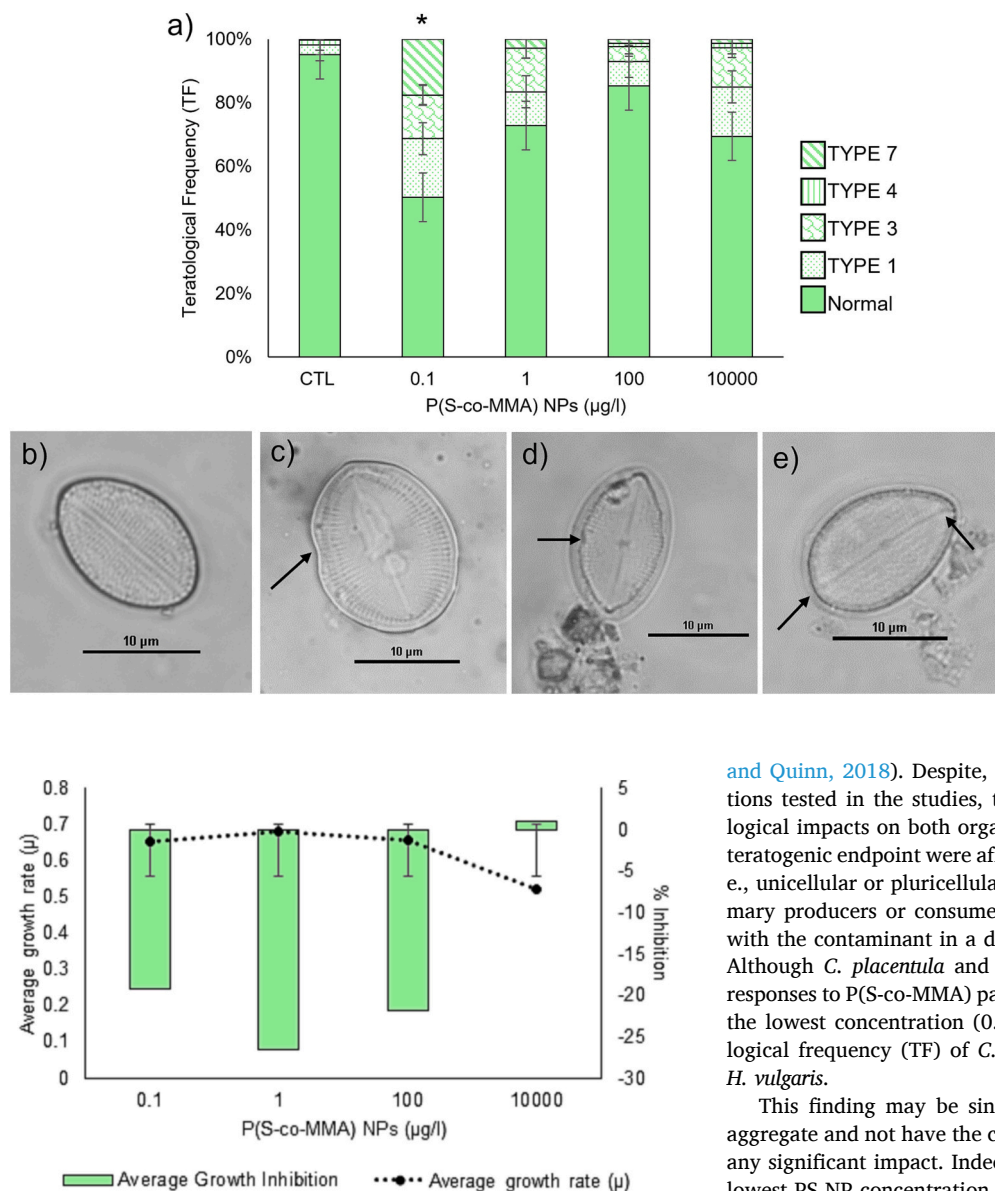 a)
*
100%
80%
60%
40%
20%
0%
Teratological Frequency (TF)
CTL 0.1 1 100 10000
P(S-co-MMA) NPs (µg/l)
TYPE 7
TYPE 4
TYPE 3
TYPE 1
Normal
b)
10 µm
c)
10 µm
d)
10 µm
e)
10 µm
0.8
0.7
0.6
0.5
0.4
0.3
0.2
0.1
0
Average growth rate (µ)
5
0
-5
-10
-15
-20
-25
-30
% Inhibition
0.1 1 100 10000
P(S-co-MMA) NPs (µg/l)
Average Growth Inhibition
Average growth rate (µ)
and Quinn, 2018). Despite,
tions tested in the studies, t
logical impacts on both orga
teratogenic endpoint were af
e., unicellular or pluricellular
mary producers or consume
with the contaminant in a d
Although C. placentula and
responses to P(S-co-MMA) pa
the lowest concentration (0.
logical frequency (TF) of C.
H. vulgaris.
This finding may be sin
aggregate and not have the c
any significant impact. Indee
lowest PS NP concentration